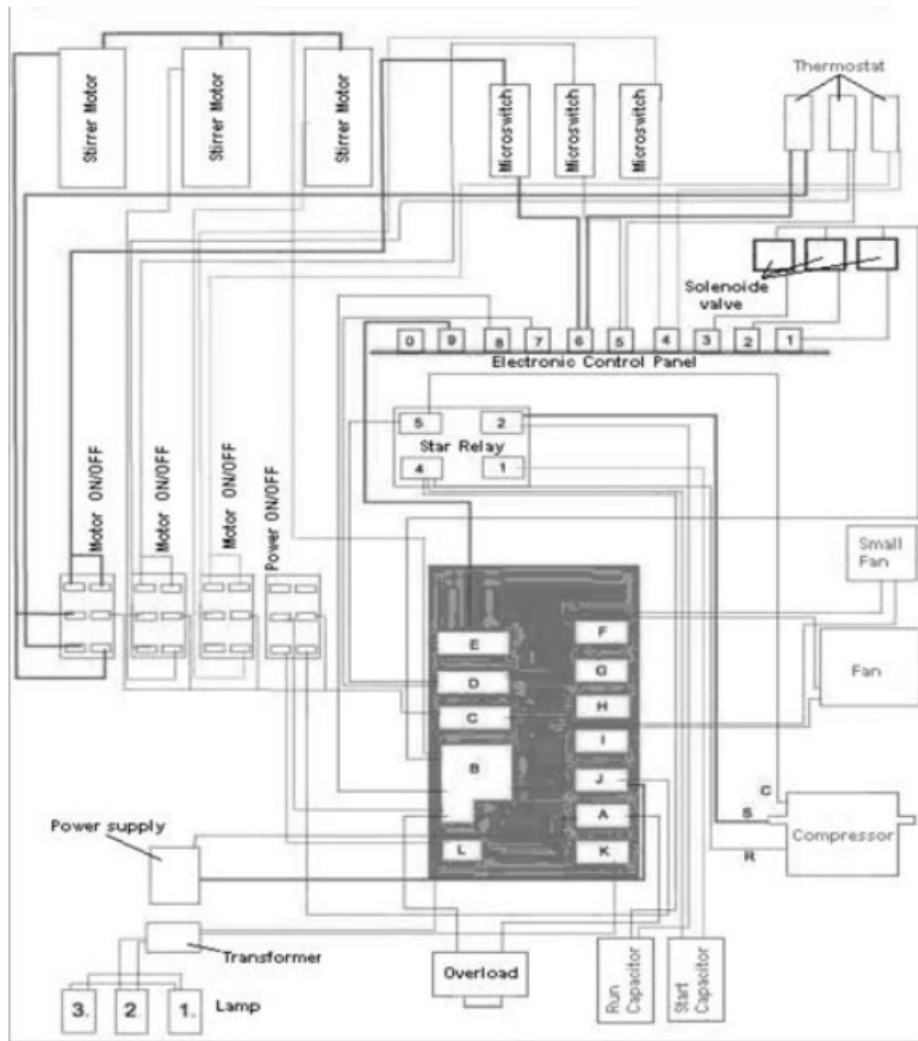 Stirrer Motor
Stirrer Motor
Stirrer Motor
Microswitch
Microswitch
Microswitch
Thermostat
Solenoide
valve
0 9 8 7 6 5 4 3 2 1
Electronic Control Panel
5 2
Star Relay
4 1
Motor ON/OFF
Motor ON/OFF
Motor ON/OFF
Power ON/OFF
Small
Fan
Fan
E
D
C
B
L
F
G
H
I
J
A
K
C
S
R
Compressor
Power supply
Transformer
Overload
Run
Capacitor
Start
Capacitor
3. 2 1. Lamp